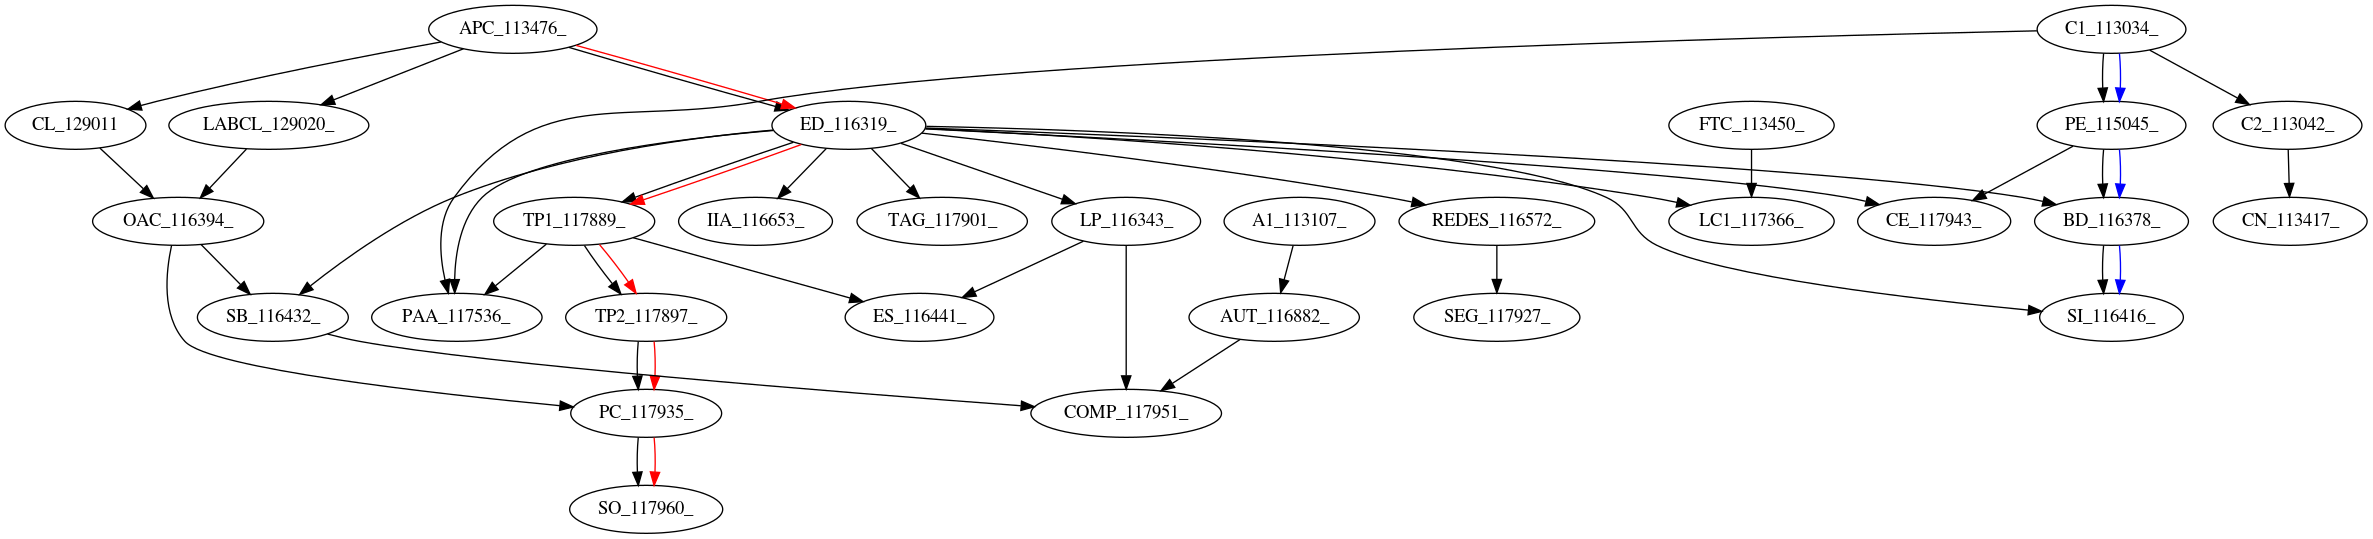 APC_113476_
C1_113034_
CL_129011
LABCL_129020_
ED_116319_
FTC_113450_
PE_115045_
C2_113042_
OAC_116394_
TP1_117889_
IIA_116653_
TAG_117901_
LP_116343_
A1_113107_
REDES_116572_
LC1_117366_
CE_117943_
BD_116378_
CN_113417_
SB_116432_
PAA_117536_
TP2_117897_
ES_116441_
AUT_116882_
SEG_117927_
SI_116416_
PC_117935_
COMP_117951_
SO_117960_